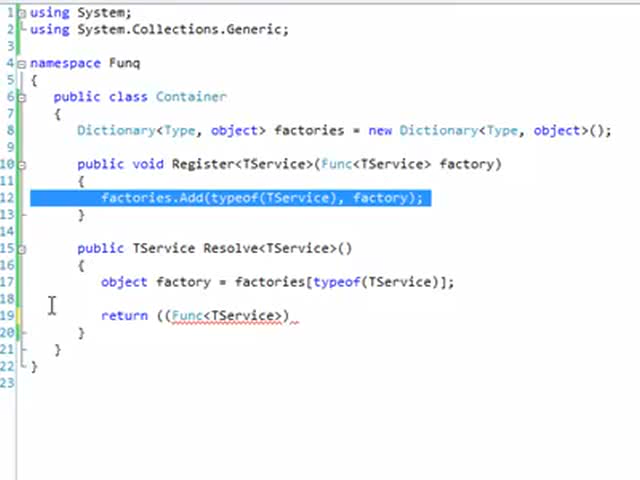 1 using System;
2 using System.Collections.Generic;
3
4 namespace Funq
5 {
6 public class Container
7 {
8 Dictionary<Type, object> factories = new Dictionary<Type, object>();
9
10 public void Register<TService>(Func<TService> factory)
11 {
12 factories.Add(typeof(TService), factory);
13 }
14
15 public TService Resolve<TService>()
16 {
17 object factory = factories[typeof(TService)];
18
19 return ((Func<TService>)
20 }
21 }
22 }
23